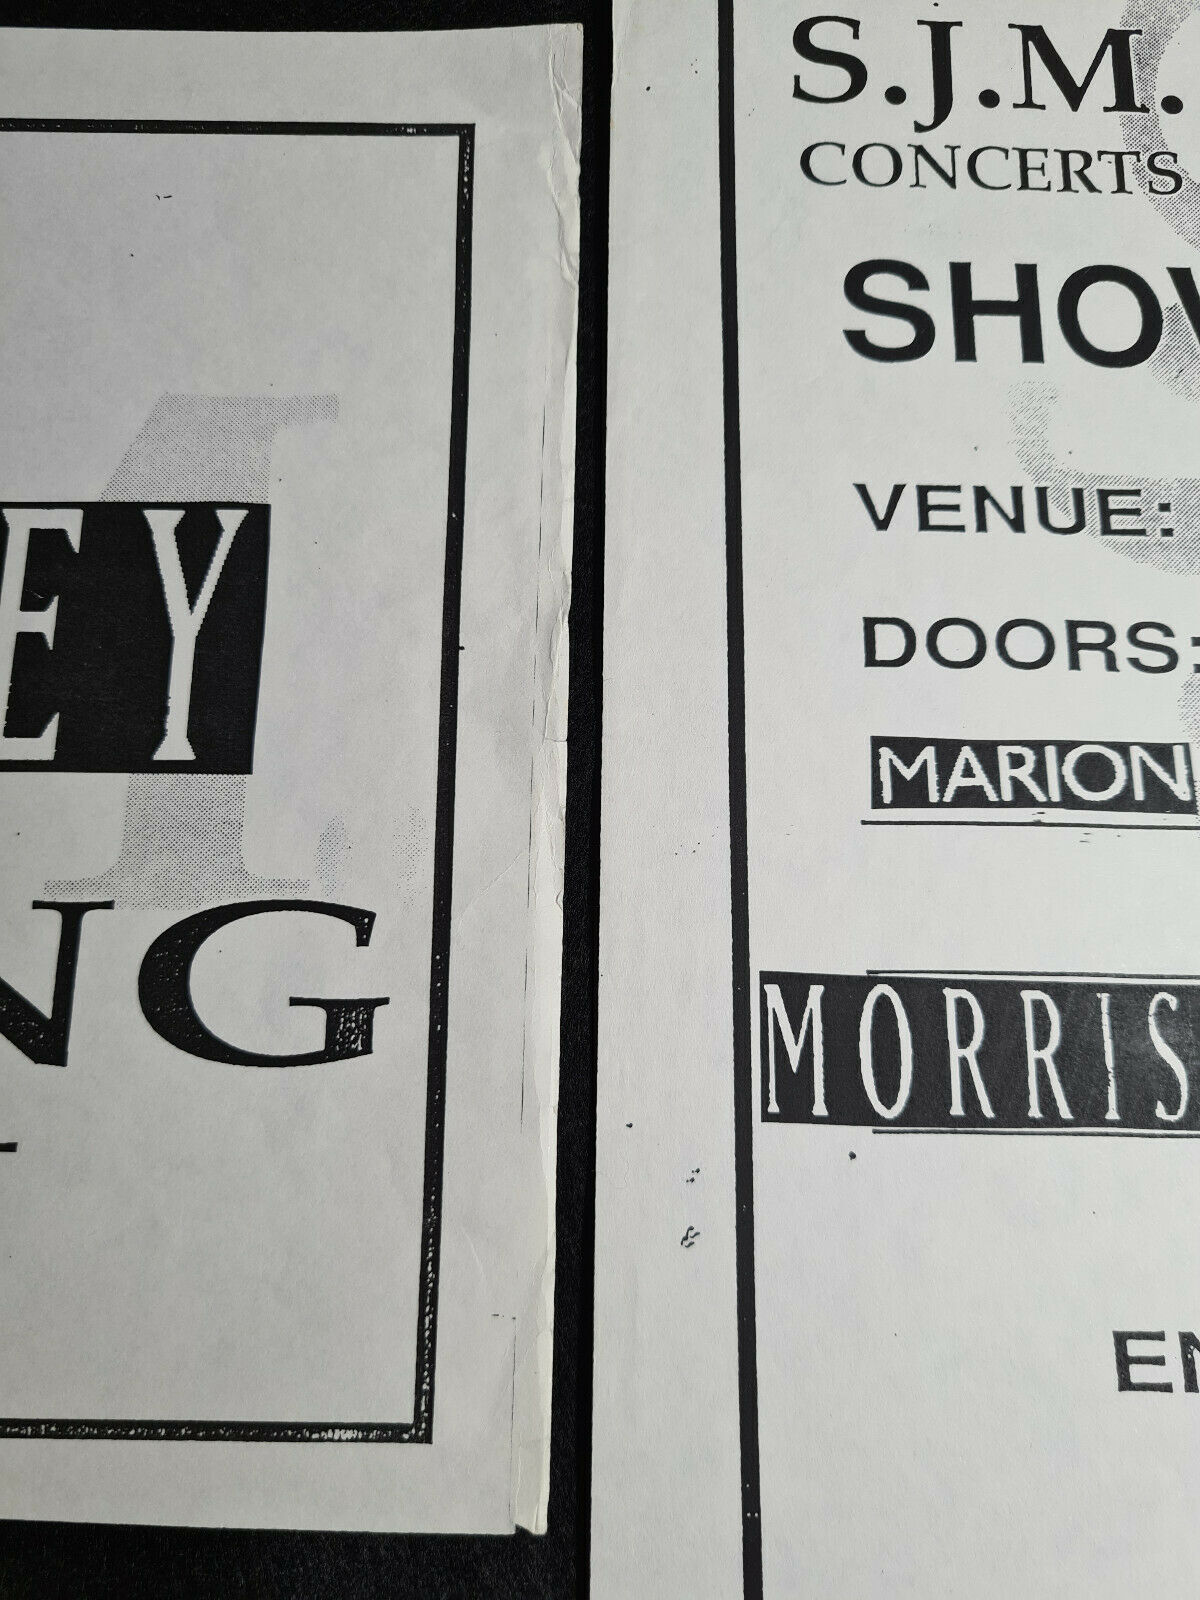 EY
NG
S.J.M.
CONCERTS
SHOW
VENUE:
DOORS:
MARION
MORRIS
EN